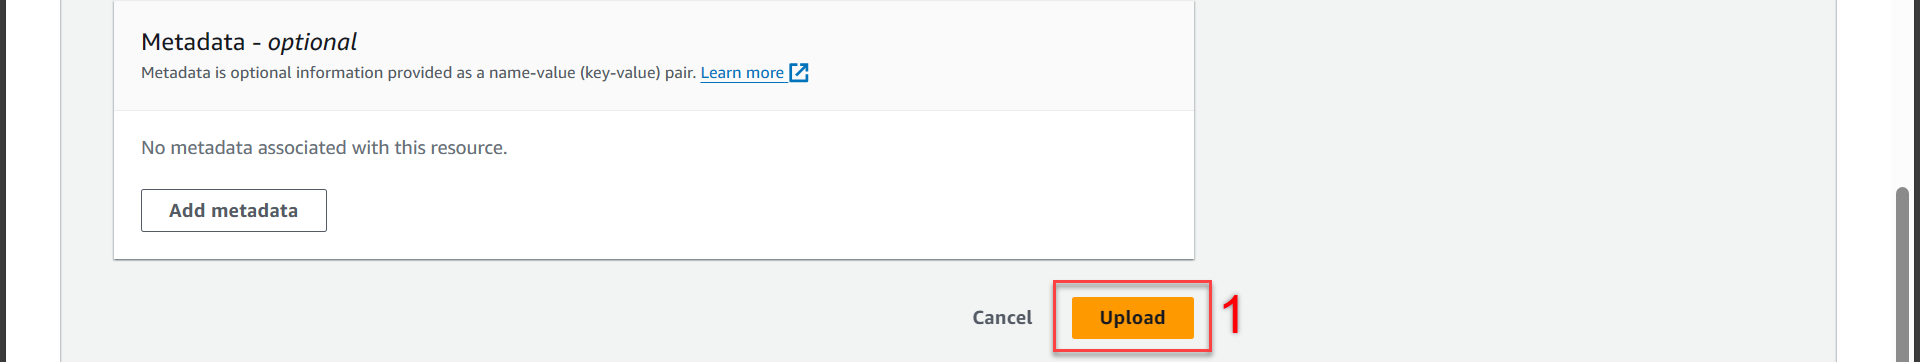 Metadata - optional
Metadata is optional information provided as a name-value (key-value) pair. Learn more
No metadata associated with this resource.
Add metadata
Cancel Upload 1